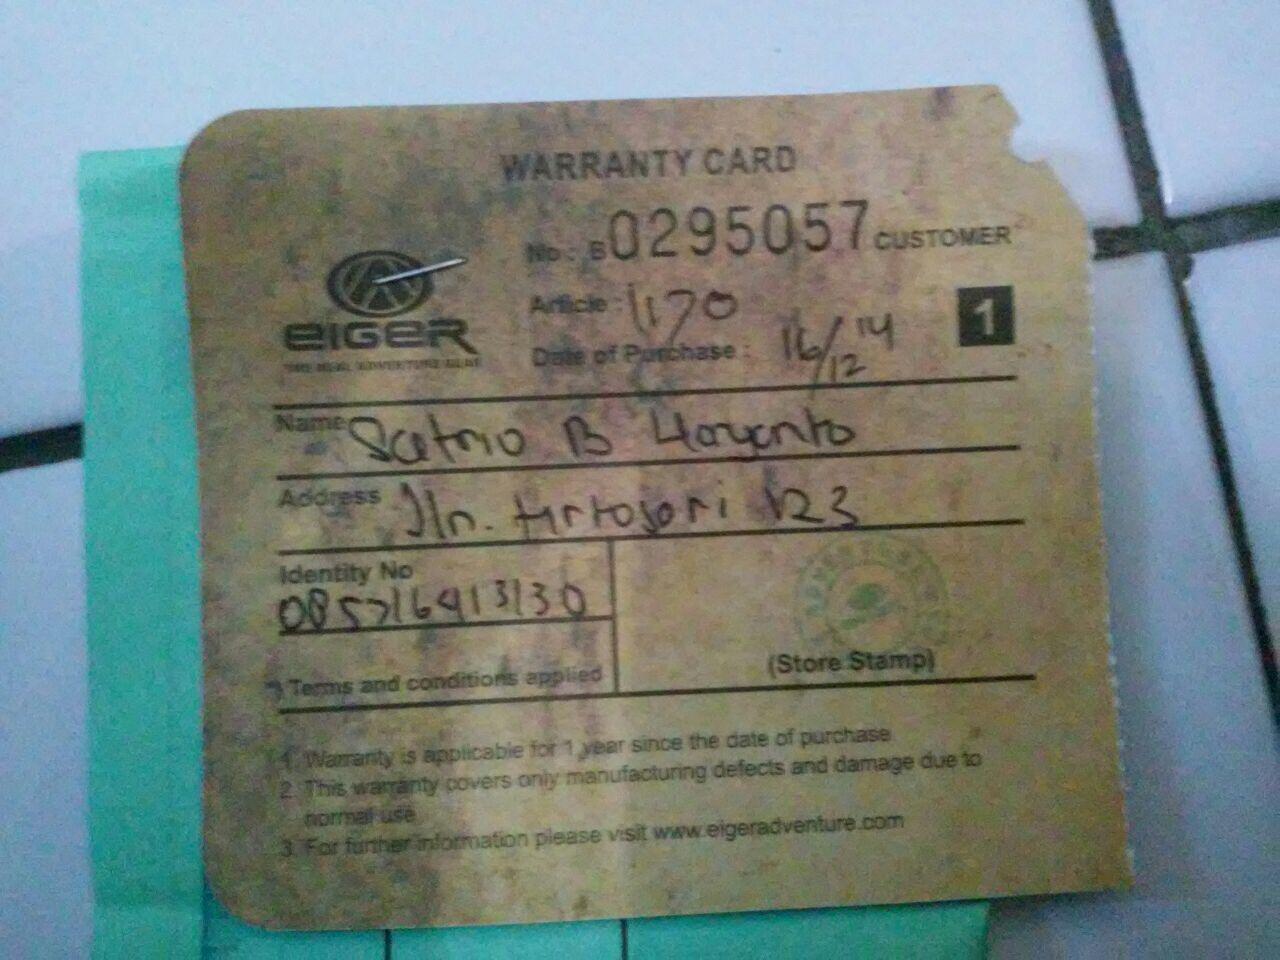 WARRANTY CARD
No : B 0295057 CUSTOMER
EIGER
Article : 1170
1
Date of Purchase : 16/12 '14
Name Satrio B Haryanto
Address Jln. tirtosari 123
Identity No
085716413130
(Store Stamp)
Terms and conditions applied
1. Warranty is applicable for 1 year since the date of purchase
2. This warranty covers only manufacturing defects and damage due to
normal use
3. For further information please visit www.eigeradventure.com